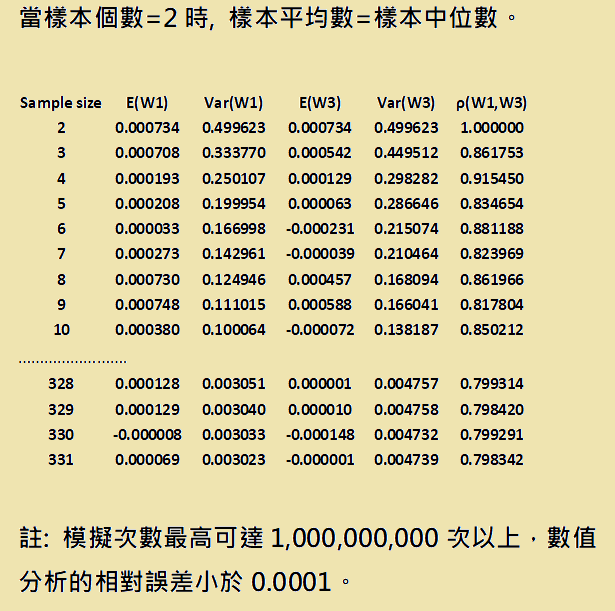 當樣本個數=2 時, 樣本平均數=樣本中位數。
Sample size E(W1) Var(W1) E(W3) Var(W3) ρ(W1,W3)
2 0.000734 0.499623 0.000734 0.499623 1.000000
3 0.000708 0.333770 0.000542 0.449512 0.861753
4 0.000193 0.250107 0.000129 0.298282 0.915450
5 0.000208 0.199954 0.000063 0.286646 0.834654
6 0.000033 0.166998 -0.000231 0.215074 0.881188
7 0.000273 0.142961 -0.000039 0.210464 0.823969
8 0.000730 0.124946 0.000457 0.168094 0.861966
9 0.000748 0.111015 0.000588 0.166041 0.817804
10 0.000380 0.100064 -0.000072 0.138187 0.850212
........................
328 0.000128 0.003051 0.000001 0.004757 0.799314
329 0.000129 0.003040 0.000010 0.004758 0.798420
330 -0.000008 0.003033 -0.000148 0.004732 0.799291
331 0.000069 0.003023 -0.000001 0.004739 0.798342
註: 模擬次數最高可達 1,000,000,000 次以上，數值
分析的相對誤差小於 0.0001。